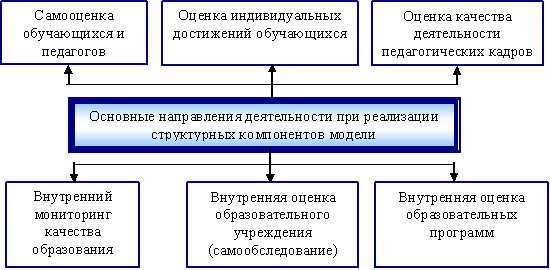 Самооценка
обучающихся и
педагогов
Оценка индивидуальных
достижений обучающихся
Оценка качества
деятельности
педагогических кадров
Основные направления деятельности при реализации
структурных компонентов модели
Внутренний
мониторинг
качества
образования
Внутренняя оценка
образовательного
учреждения
(самообследование)
Внутренняя оценка
образовательных
программ